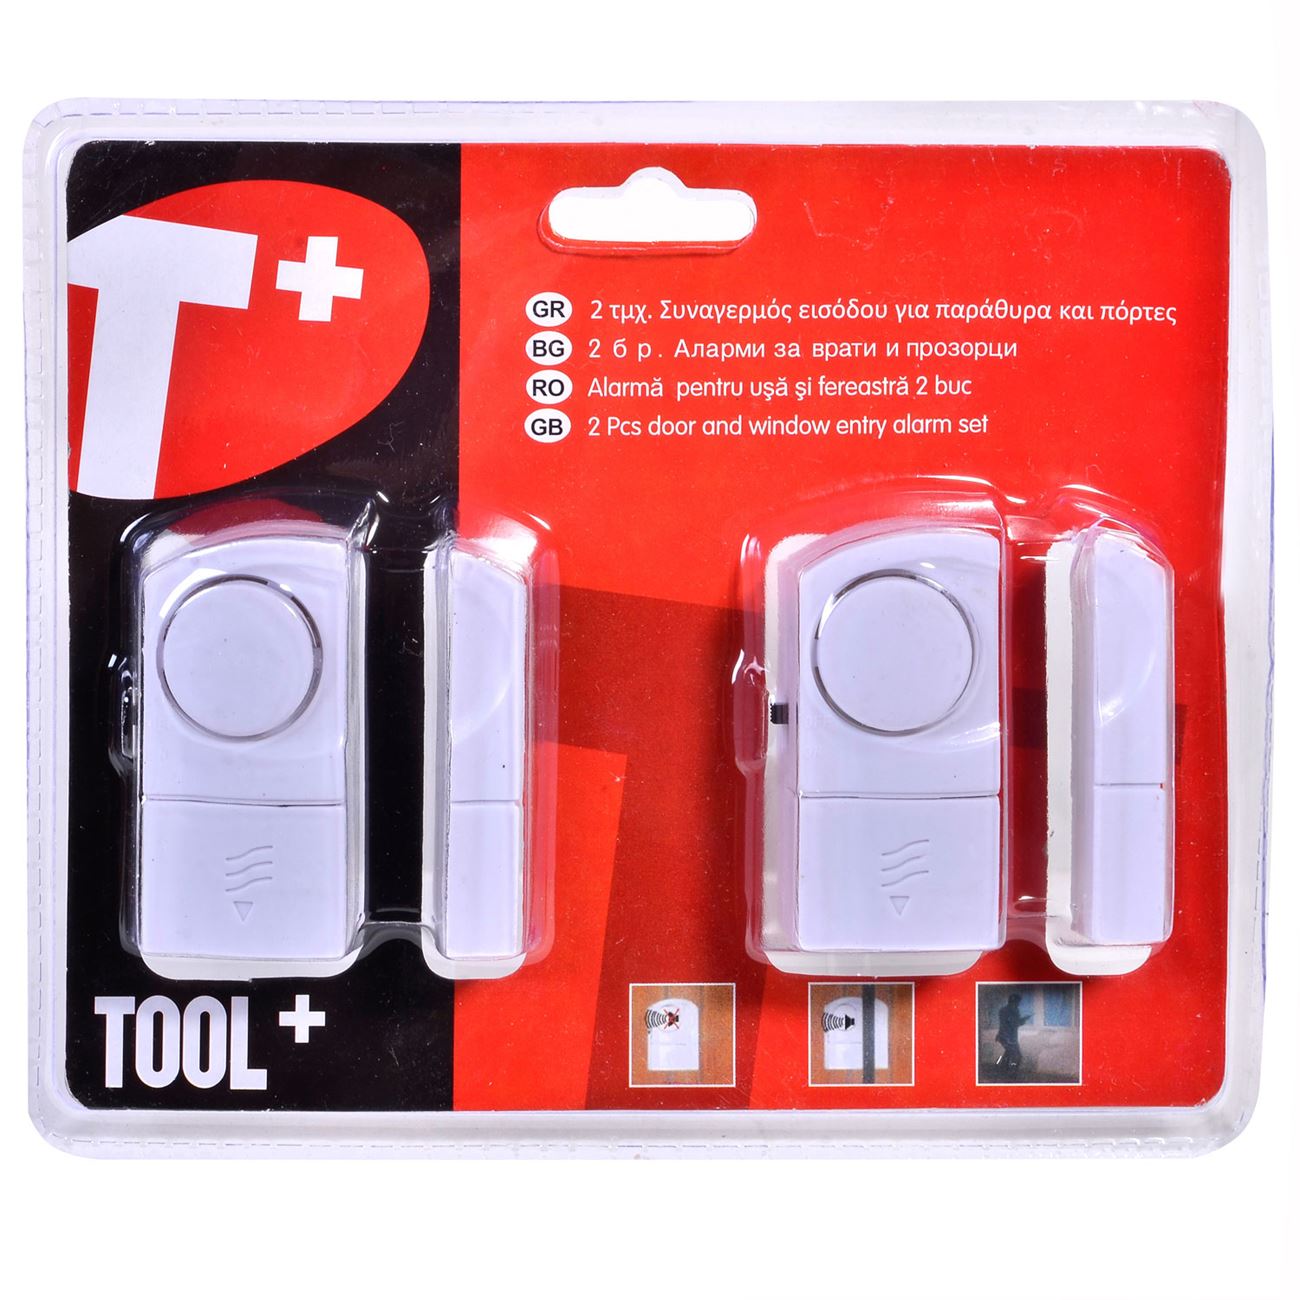 T+
GR 2 τμχ. Συναγερμός εισόδου για παράθυρα και πόρτες
BG 2 бр. Аларми за врати и прозорци
RO Alarmă pentru uşă şi fereastră 2 buc
GB 2 Pcs door and window entry alarm set
TOOL+